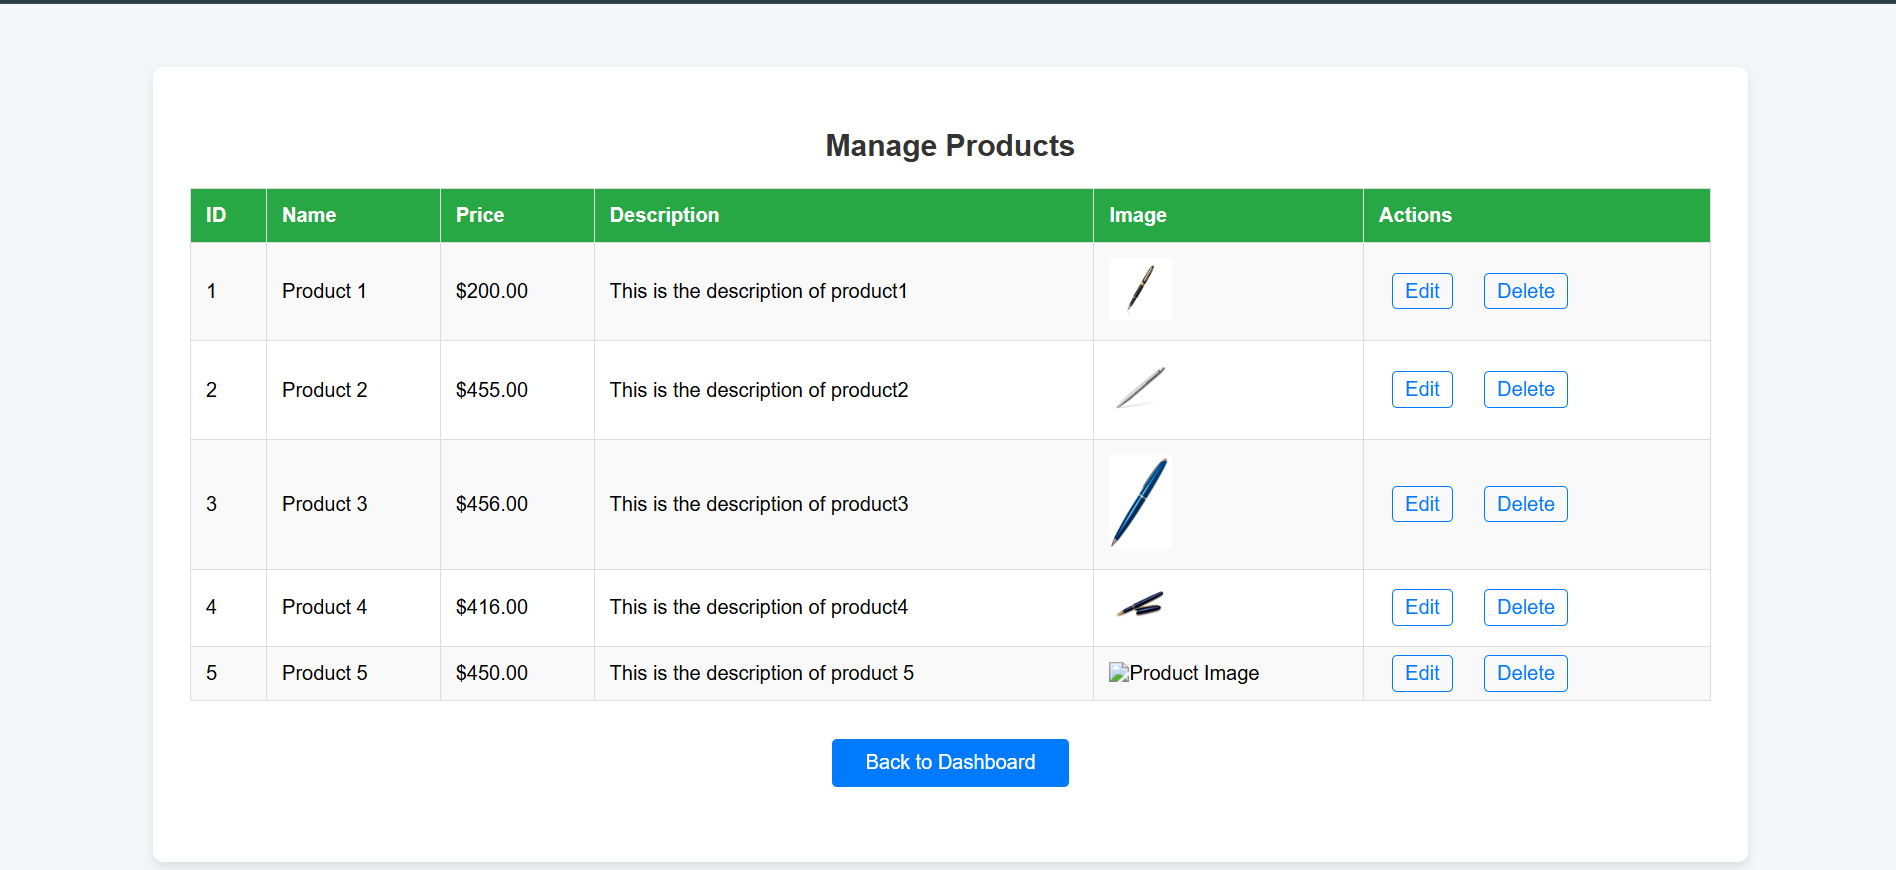 Manage Products
ID Name Price Description Image Actions
1 Product 1 $200.00 This is the description of product1 Edit Delete
2 Product 2 $455.00 This is the description of product2 Edit Delete
3 Product 3 $456.00 This is the description of product3 Edit Delete
4 Product 4 $416.00 This is the description of product4 Edit Delete
5 Product 5 $450.00 This is the description of product 5 Product Image Edit Delete
Back to Dashboard